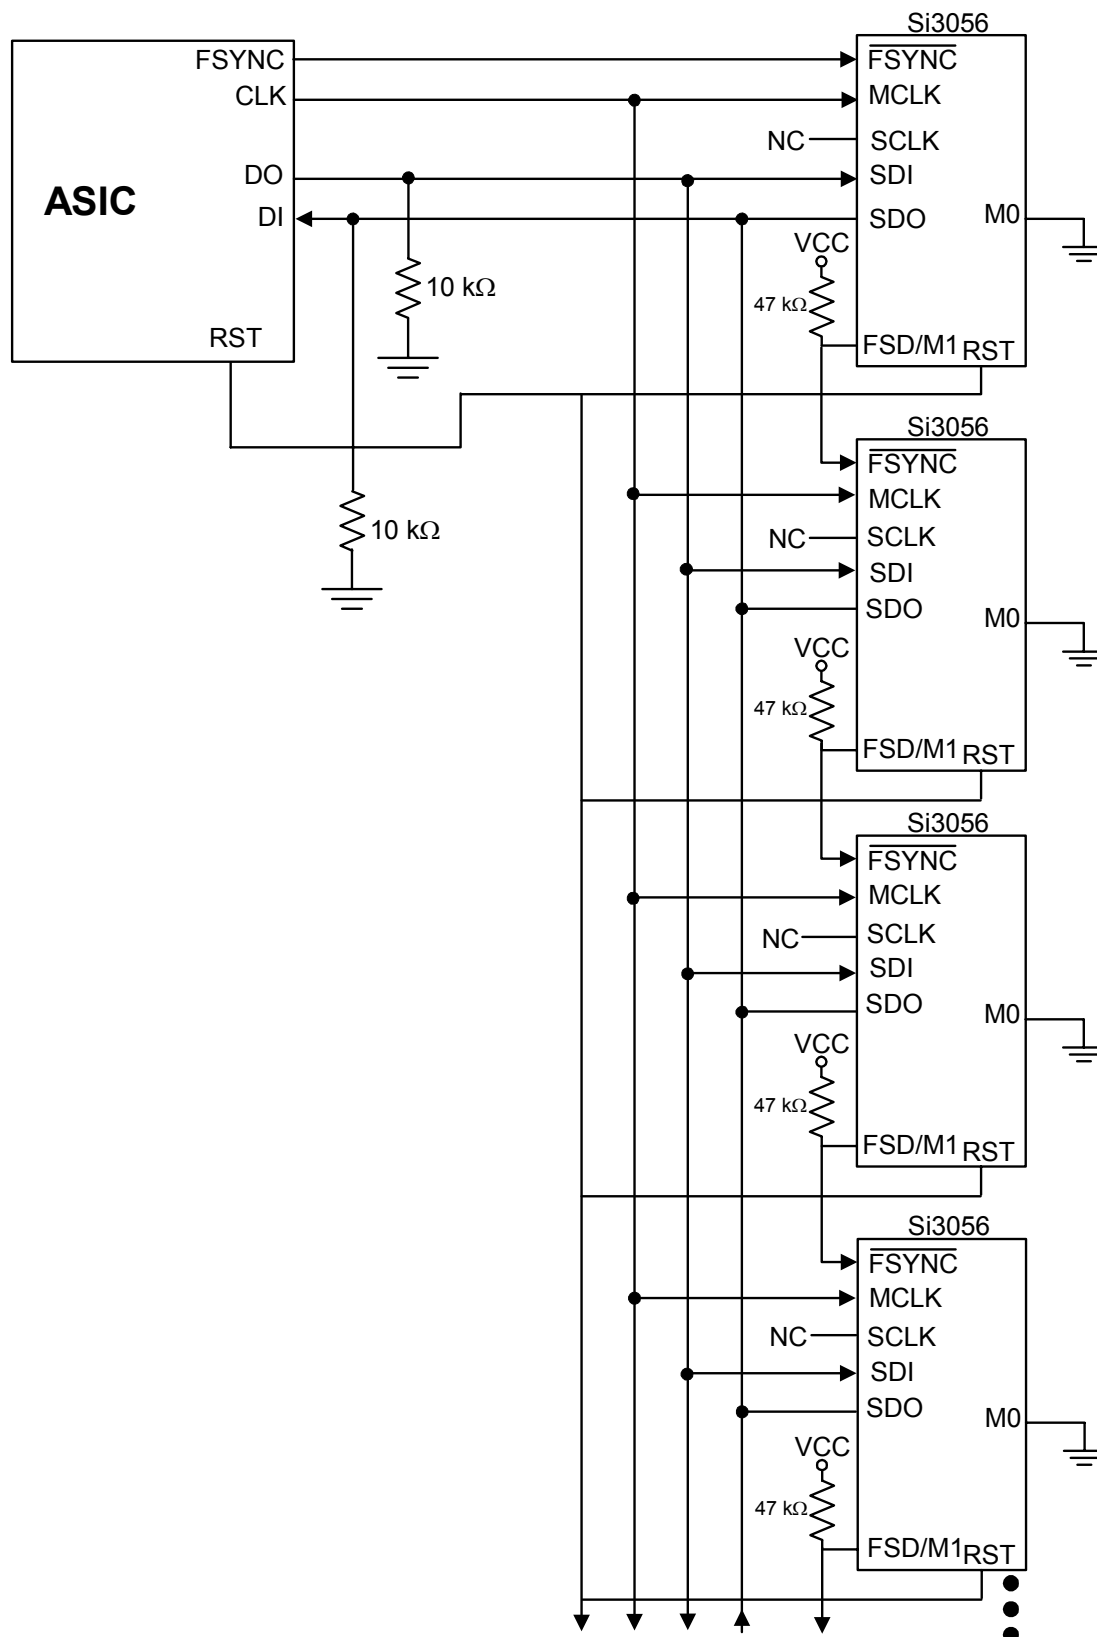 Si3056
FSYNC
CLK
DO
DI
ASIC
RST
10 kΩ
10 kΩ
FSYNC
MCLK
NC
SCLK
SDI
SDO
M0
VCC
47 kΩ
FSD/M1
RST
Si3056
FSYNC
MCLK
NC
SCLK
SDI
SDO
M0
VCC
47 kΩ
FSD/M1
RST
Si3056
FSYNC
MCLK
NC
SCLK
SDI
SDO
M0
VCC
47 kΩ
FSD/M1
RST
Si3056
FSYNC
MCLK
NC
SCLK
SDI
SDO
M0
VCC
47 kΩ
FSD/M1
RST